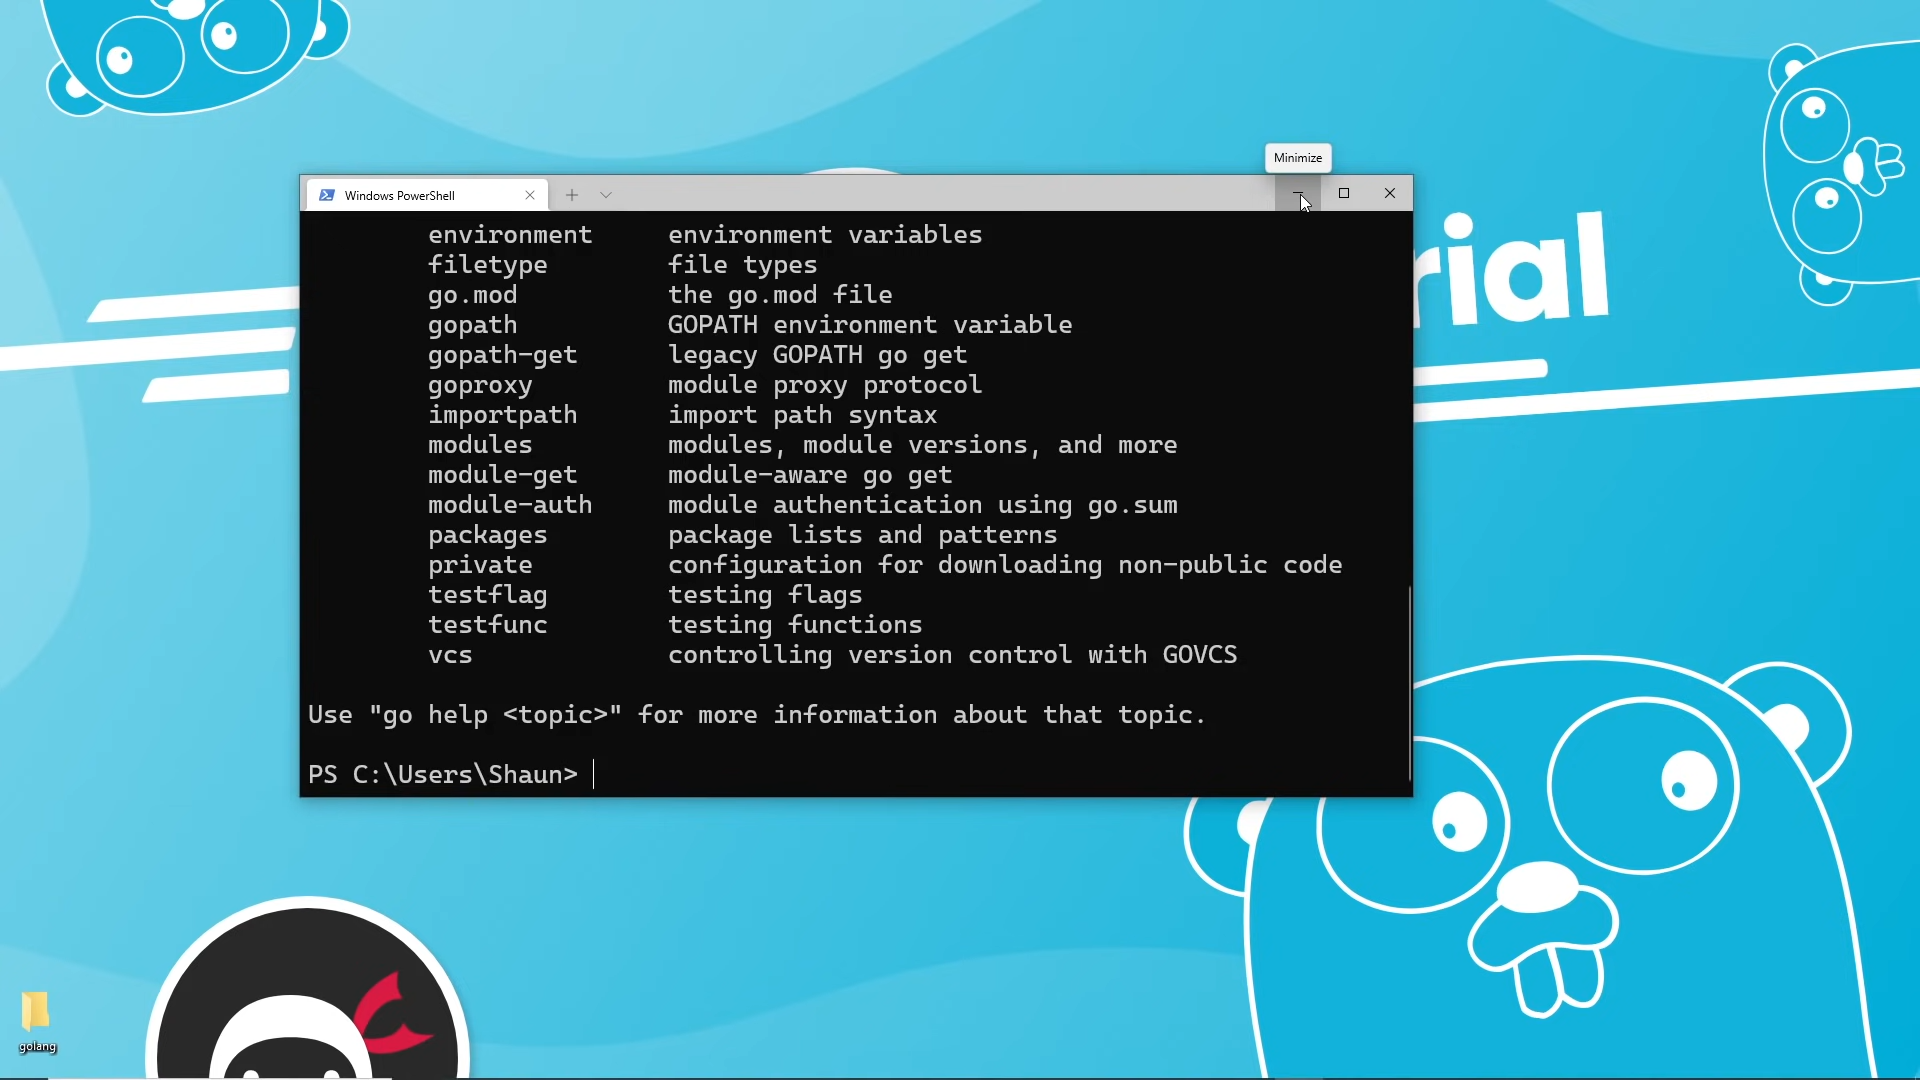 Minimize
Windows PowerShell
rial
environment environment variables
filetype file types
go.mod the go.mod file
gopath GOPATH environment variable
gopath-get legacy GOPATH go get
goproxy module proxy protocol
importpath import path syntax
modules modules, module versions, and more
module-get module-aware go get
module-auth module authentication using go.sum
packages package lists and patterns
private configuration for downloading non-public code
testflag testing flags
testfunc testing functions
vcs controlling version control with GOVCS
Use "go help <topic>" for more information about that topic.
PS C:\Users\Shaun>
golang